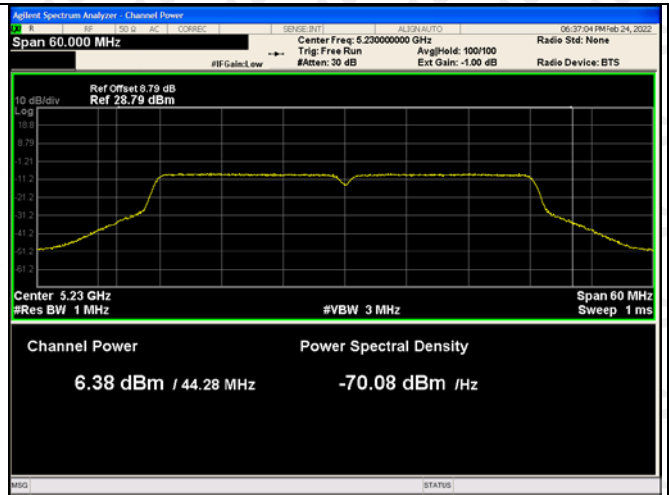 Agilent Spectrum Analyzer - Channel Power
R RF 50 Ω AC CORREC SENSE:INT ALIGNAUTO 06:37:04 PM Feb 24, 2022
Span 60.000 MHz Center Freq: 5.230000000 GHz Radio Std: None
Trig: Free Run Avg|Hold: 100/100
#IFGain:Low #Atten: 30 dB Ext Gain: -1.00 dB Radio Device: BTS
Ref Offset 8.79 dB
10 dB/div Ref 28.79 dBm
Log
18.8
8.79
-1.21
-11.2
-21.2
-31.2
-41.2
-51.2
-61.2
Center 5.23 GHz Span 60 MHz
#Res BW 1 MHz #VBW 3 MHz Sweep 1 ms
Channel Power Power Spectral Density
6.38 dBm / 44.28 MHz -70.08 dBm /Hz
MSG STATUS